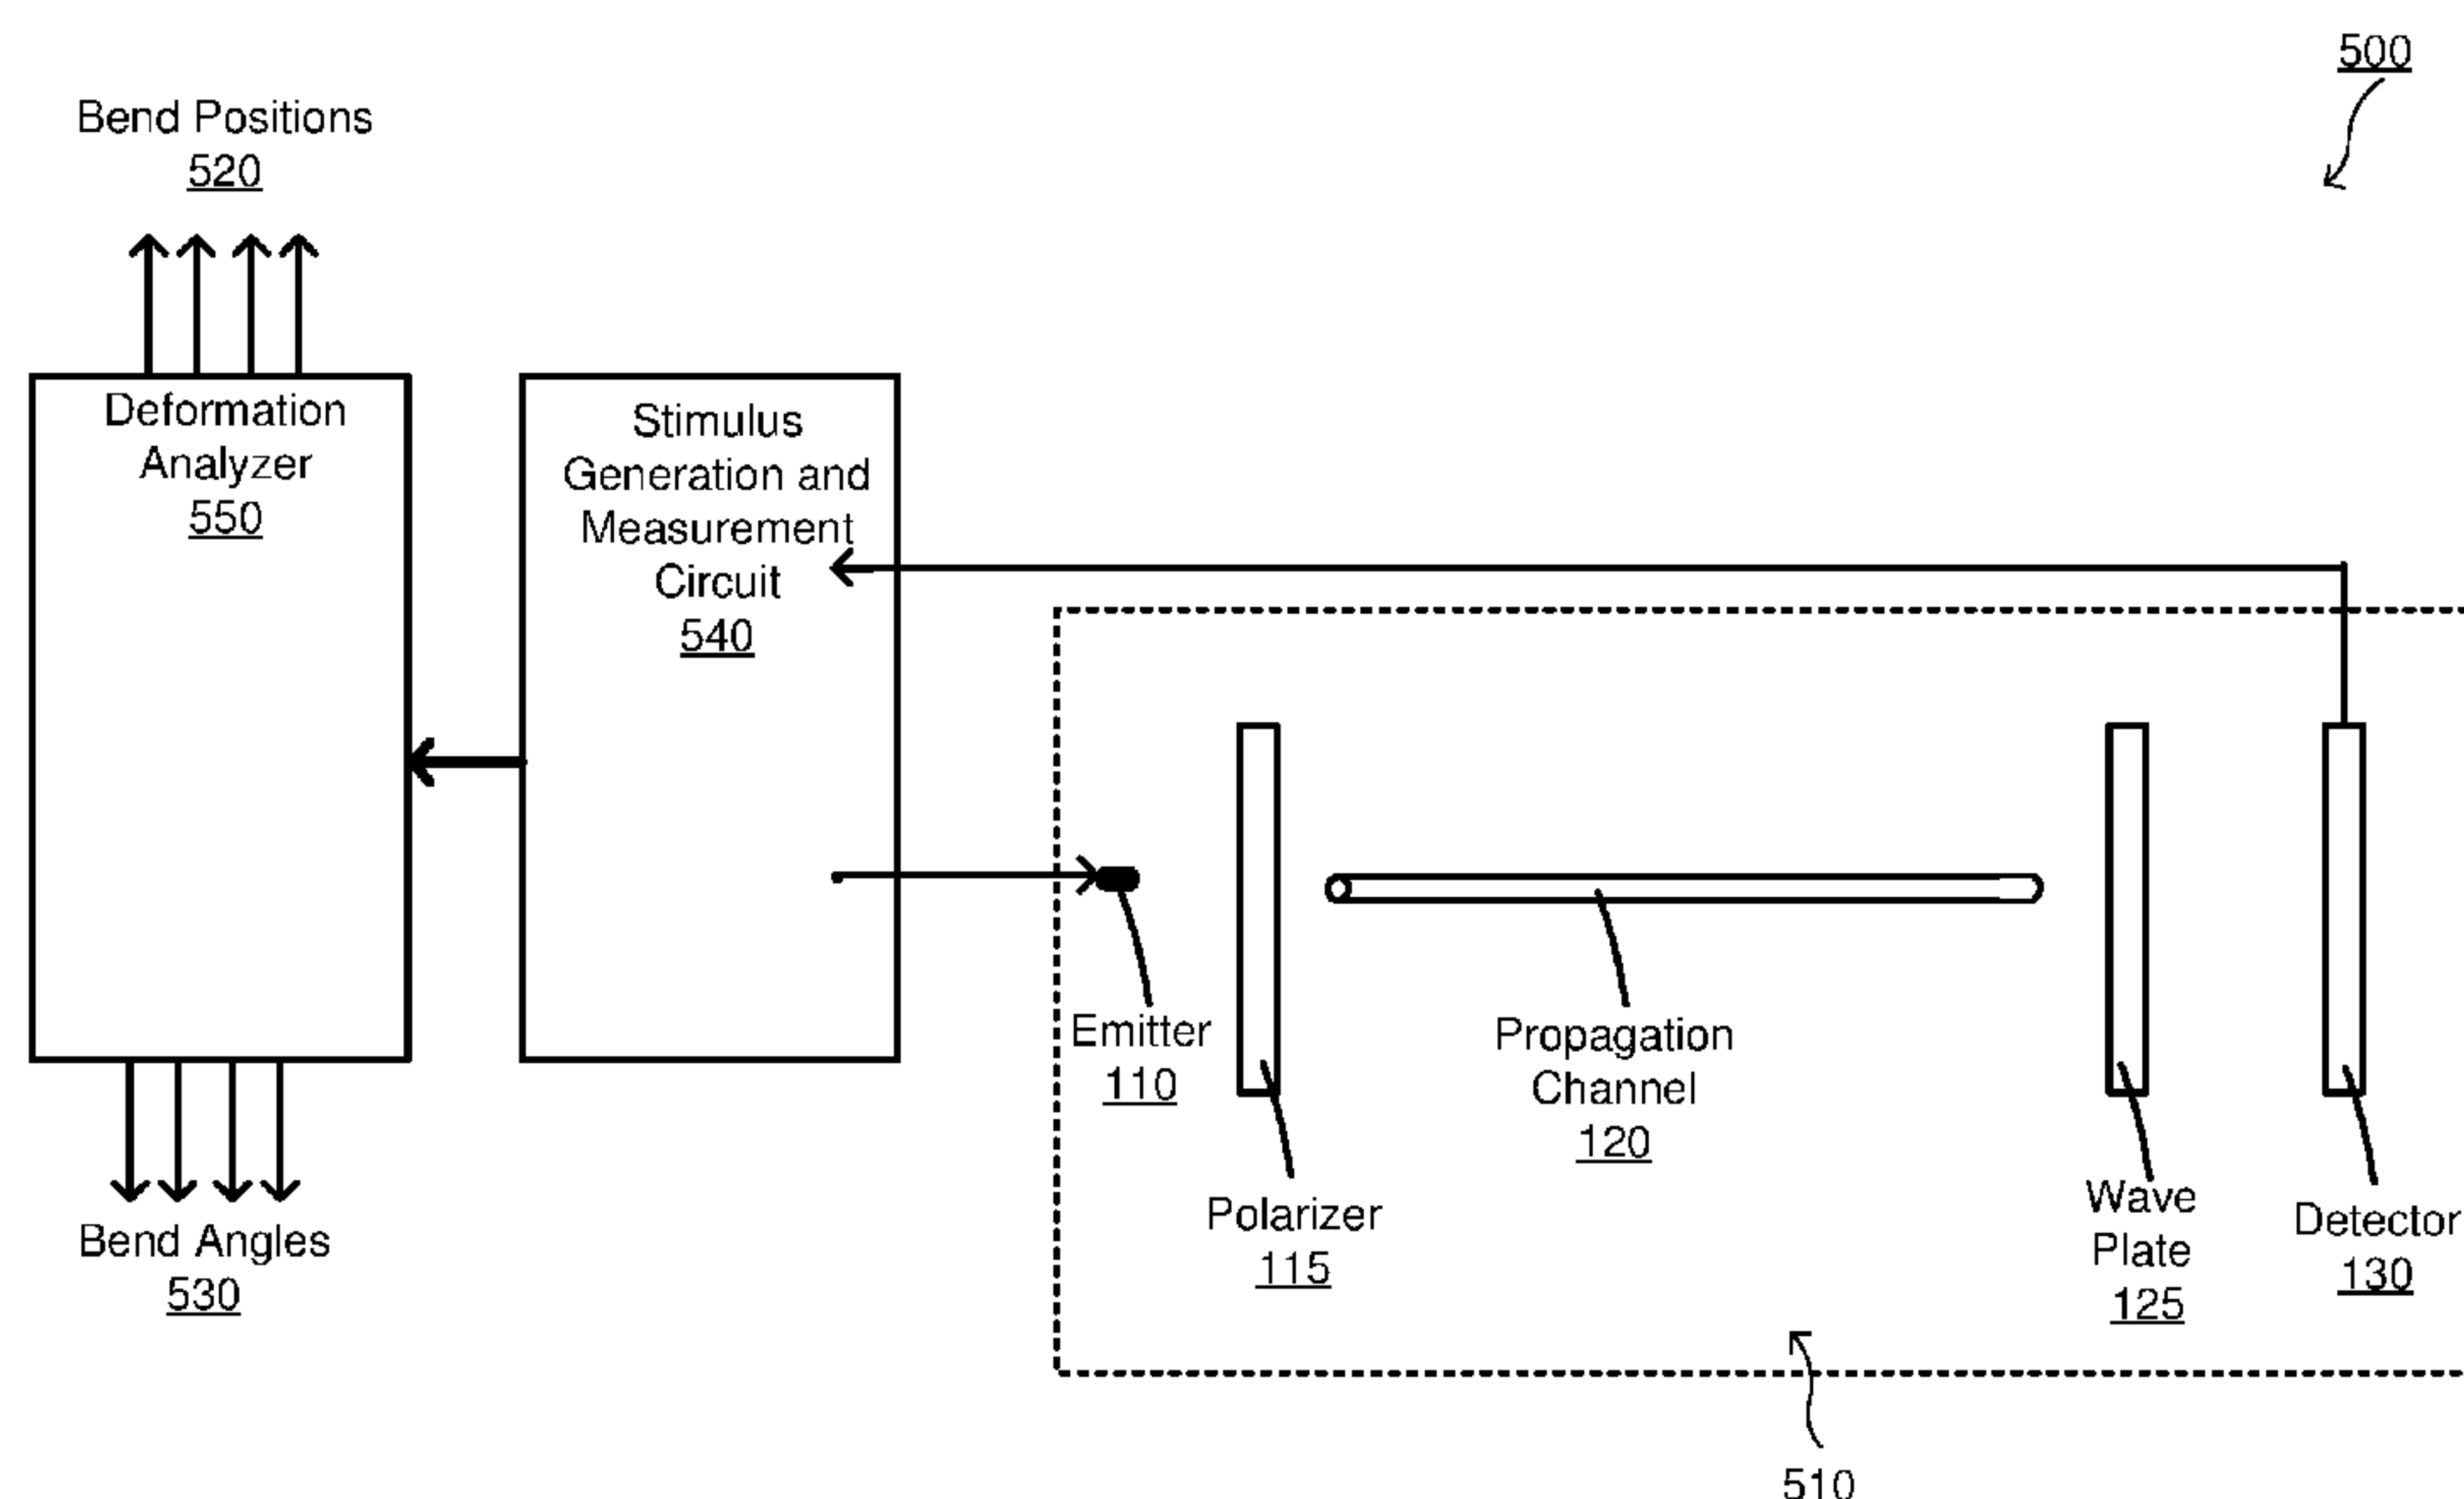 500
Bend Positions
520
Deformation
Analyzer
550
Stimulus
Generation and
Measurement
Circuit
540
Emitter
110
Propagation
Channel
120
Polarizer
115
Wave
Plate
125
Detector
130
Bend Angles
530
510